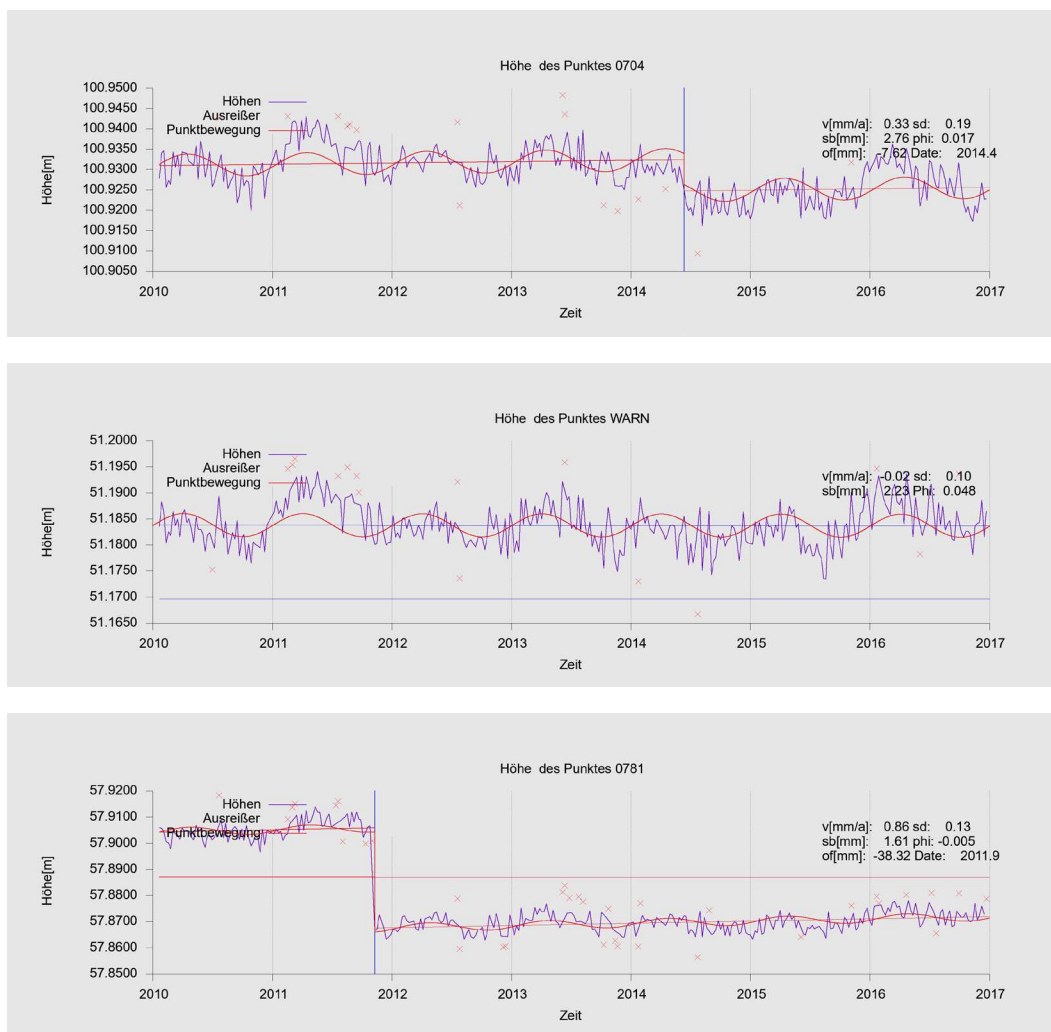 Höhe des Punktes 0704
100.9500
100.9450
100.9400
100.9350
100.9300
100.9250
100.9200
100.9150
100.9100
100.9050
Höhe[m]
Höhen
Ausreißer
Punktbewegung
v[mm/a]: 0.33 sd: 0.19
sb[mm]: 2.76 phi: 0.017
of[mm]: -7.62 Date: 2014.4
2010 2011 2012 2013 2014 2015 2016 2017
Zeit
Höhe des Punktes WARN
51.2000
51.1950
51.1900
51.1850
51.1800
51.1750
51.1700
51.1650
Höhe[m]
Höhen
Ausreißer
Punktbewegung
v[mm/a]: -0.02 sd: 0.10
sb[mm]: 2.23 Phi: 0.048
2010 2011 2012 2013 2014 2015 2016 2017
Zeit
Höhe des Punktes 0781
57.9200
57.9100
57.9000
57.8900
57.8800
57.8700
57.8600
57.8500
Höhe[m]
Höhen
Ausreißer
Punktbewegung
v[mm/a]: 0.86 sd: 0.13
sb[mm]: 1.61 phi: -0.005
of[mm]: -38.32 Date: 2011.9
2010 2011 2012 2013 2014 2015 2016 2017
Zeit